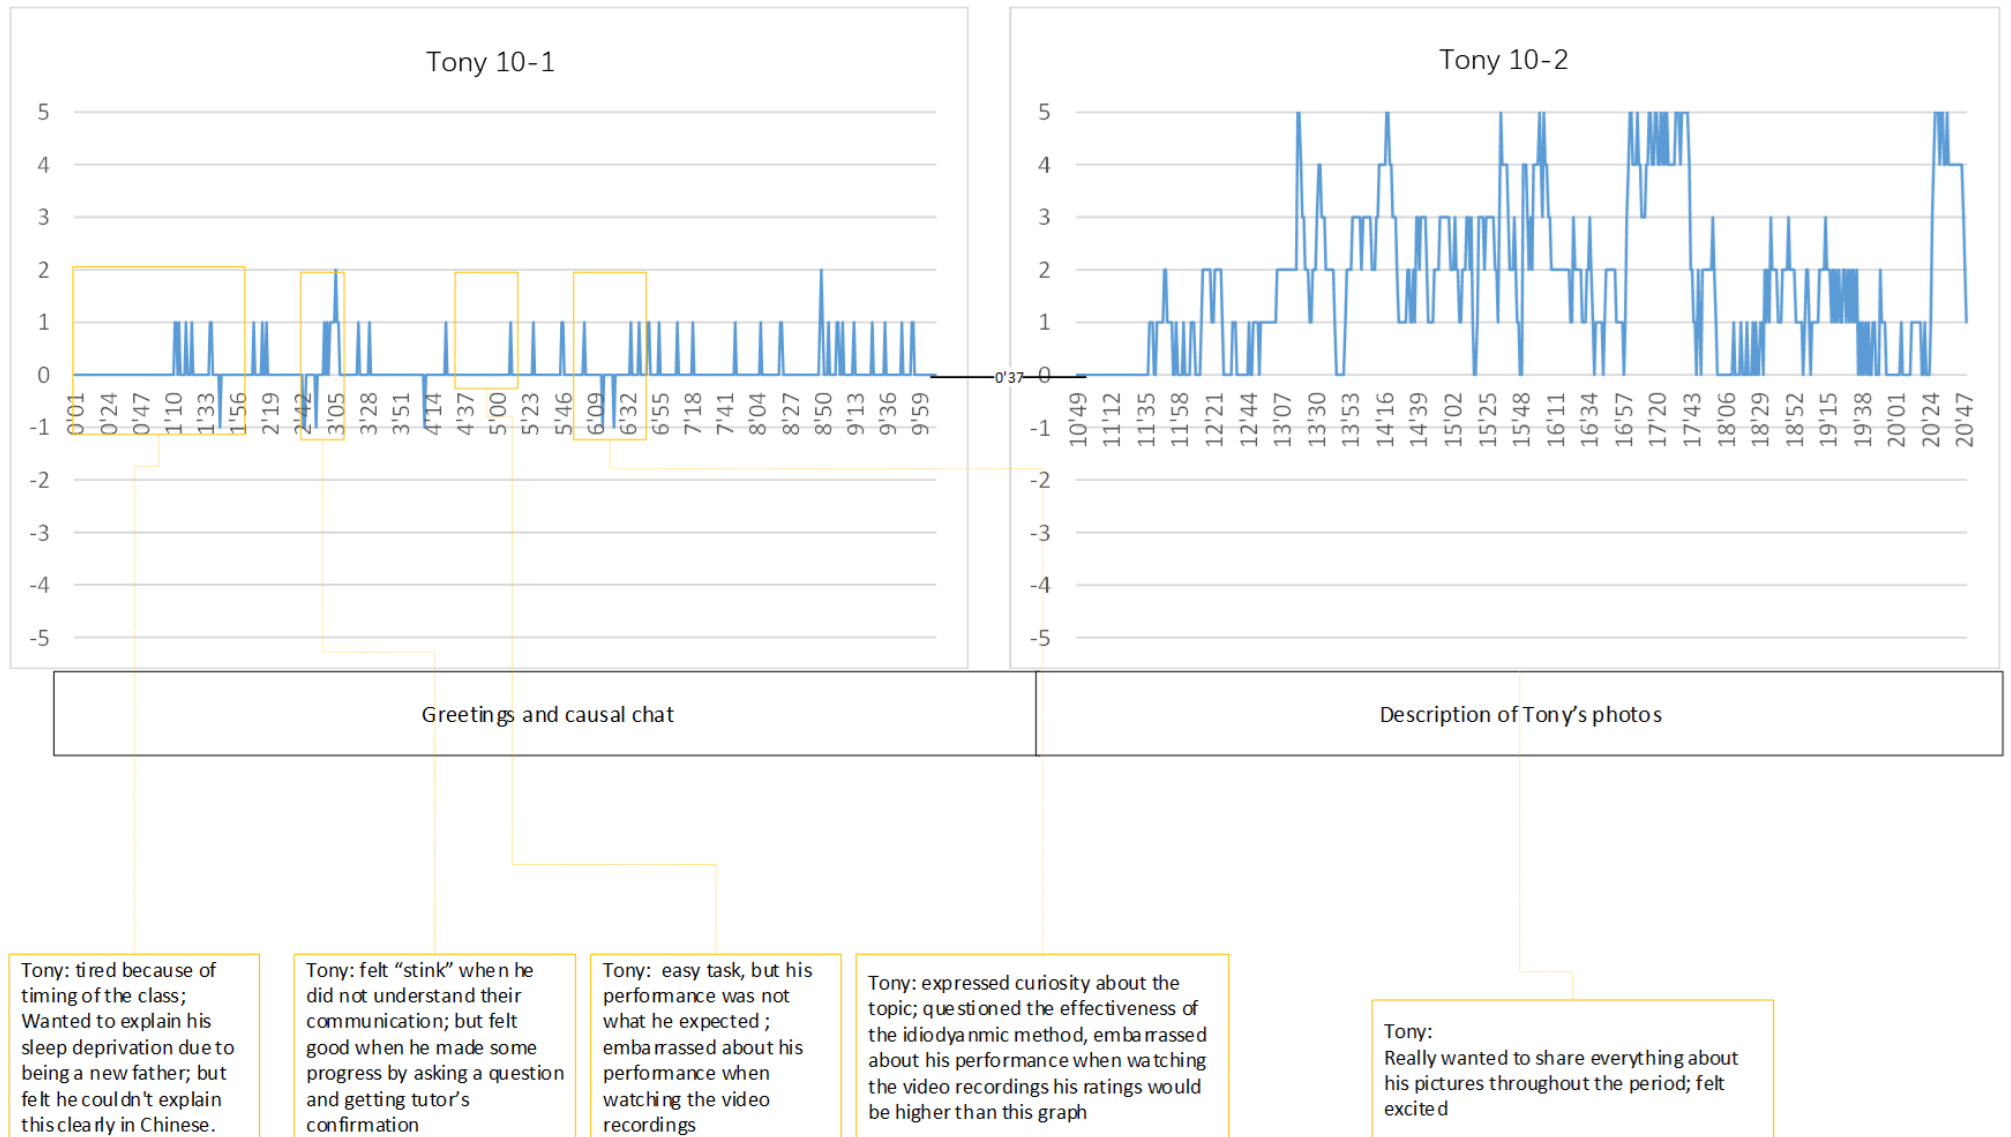 Tony 10-1
5
4
3
2
1
0
-1
-2
-3
-4
-5
0'01
0'24
0'47
1'10
1'33
1'56
2'19
2'42
3'05
3'28
3'51
4'14
4'37
5'00
5'23
5'46
6'09
6'32
6'55
7'18
7'41
8'04
8'27
8'50
9'13
9'36
9'59
0'37
Tony 10-2
5
4
3
2
1
0
-1
-2
-3
-4
-5
10'49
11'12
11'35
11'58
12'21
12'44
13'07
13'30
13'53
14'16
14'39
15'02
15'25
15'48
16'11
16'34
16'57
17'20
17'43
18'06
18'29
18'52
19'15
19'38
20'01
20'24
20'47
Greetings and causal chat
Description of Tony's photos
Tony: tired because of
timing of the class;
Wanted to explain his
sleep deprivation due to
being a new father; but
felt he couldn't explain
this clearly in Chinese.
Tony: felt “stink” when he
did not understand their
communication; but felt
good when he made some
progress by asking a question
and getting tutor’s
confirmation
Tony: easy task, but his
performance was not
what he expected ;
embarrassed about his
performance when
watching the video
recordings
Tony: expressed curiosity about the
topic; questioned the effectiveness of
the idiodyanmic method, embarrassed
about his performance when watching
the video recordings his ratings would
be higher than this graph
Tony:
Really wanted to share everything about
his pictures throughout the period; felt
excited